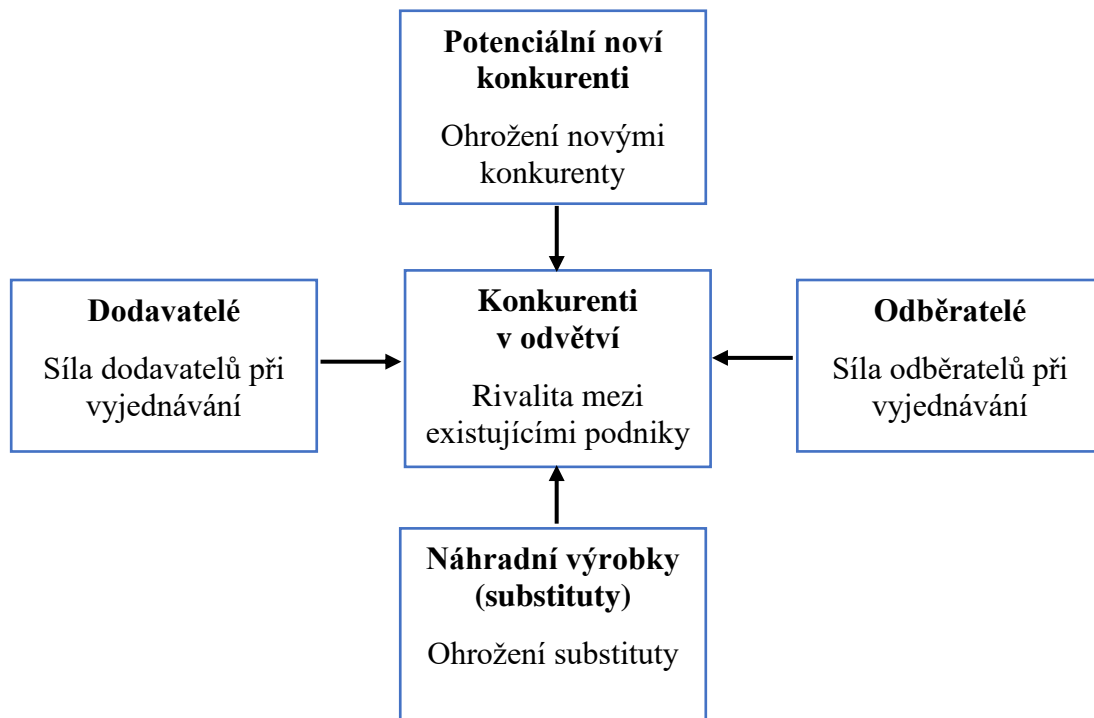 Potenciální noví
konkurenti
Ohrožení novými
konkurenty
Dodavatelé
Síla dodavatelů při
vyjednávání
Konkurenti
v odvětví
Rivalita mezi
existujícími podniky
Odběratelé
Síla odběratelů při
vyjednávání
Náhradní výrobky
(substituty)
Ohrožení substituty